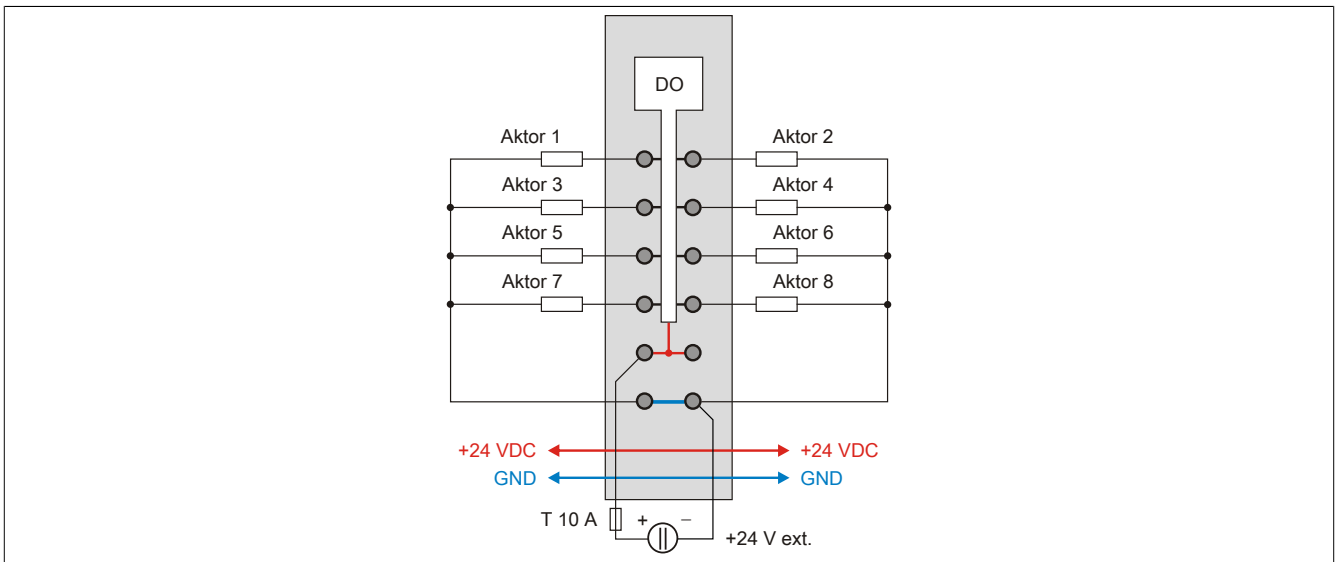 DO
Aktor 1
Aktor 2
Aktor 3
Aktor 4
Aktor 5
Aktor 6
Aktor 7
Aktor 8
+24 VDC
+24 VDC
GND
GND
T 10 A
+
−
+24 V ext.